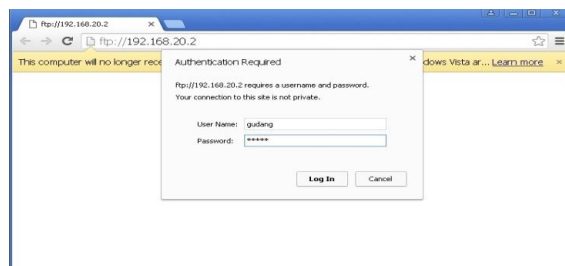 ftp://192.168.20.2
ftp://192.168.20.2
This computer will no longer rece
dows Vista ar... Learn more
Authentication Required
ftp://192.168.20.2 requires a username and password.
Your connection to this site is not private.
User Name: gudang
Password: *****
Log In Cancel